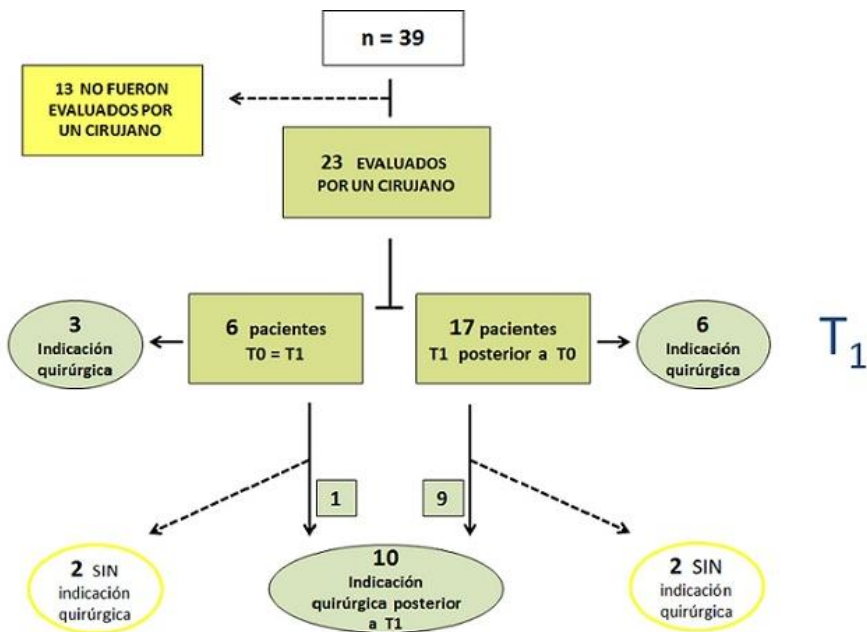 n = 39
13 NO FUERON
EVALUADOS POR
UN CIRUJANO
23 EVALUADOS
POR UN CIRUJANO
3
Indicación
quirúrgica
6 pacientes
T0 = T1
17 pacientes
T1 posterior a T0
6
Indicación
quirúrgica
T1
1
9
2 SIN
indicación
quirúrgica
10
Indicación
quirúrgica posterior
a T1
2 SIN
indicación
quirúrgica